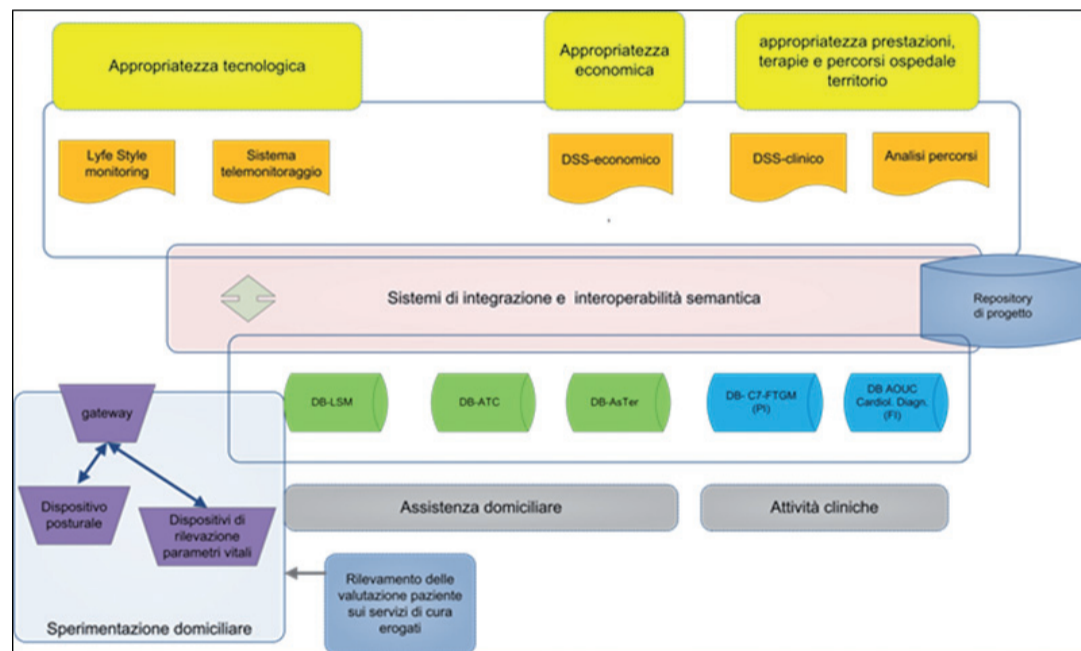 Appropriatezza tecnologica
Appropriatezza
economica
appropriatezza prestazioni,
terapie e percorsi ospedale
territorio
Lyfe Style
monitoring
Sistema
telemonitoraggio
DSS-economico
DSS-clinico
Analisi percorsi
Sistemi di integrazione e interoperabilità semantica
Repository
di progetto
DB-LSM
DB-ATC
DB-AsTer
DB- C7-FTGM
(PI)
DB AOUC
Cardiol. Diagn.
(FI)
gateway
Dispositivo
posturale
Dispositivi di
rilevazione
parametri vitali
Assistenza domiciliare
Attività cliniche
Rilevamento delle
valutazione paziente
sui servizi di cura
erogati
Sperimentazione domiciliare